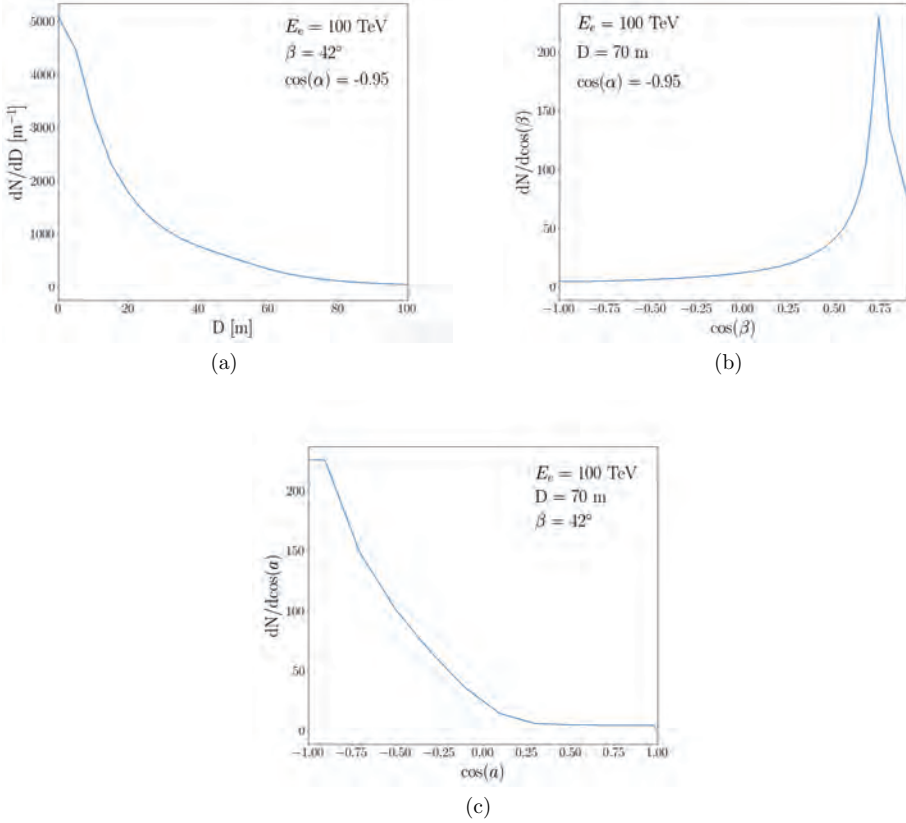 5000
4000
3000
2000
1000
0
dN/dD [m⁻¹]
E_e = 100 TeV
β = 42°
cos(α) = -0.95
0 20 40 60 80 100
D [m]
(a)
200
150
100
50
0
dN/dcos(β)
E_e = 100 TeV
D = 70 m
cos(α) = -0.95
−1.00 −0.75 −0.50 −0.25 0.00 0.25 0.50 0.75
cos(β)
(b)
200
150
100
50
0
dN/dcos(a)
E_e = 100 TeV
D = 70 m
β = 42°
−1.00 −0.75 −0.50 −0.25 0.00 0.25 0.50 0.75 1.00
cos(a)
(c)